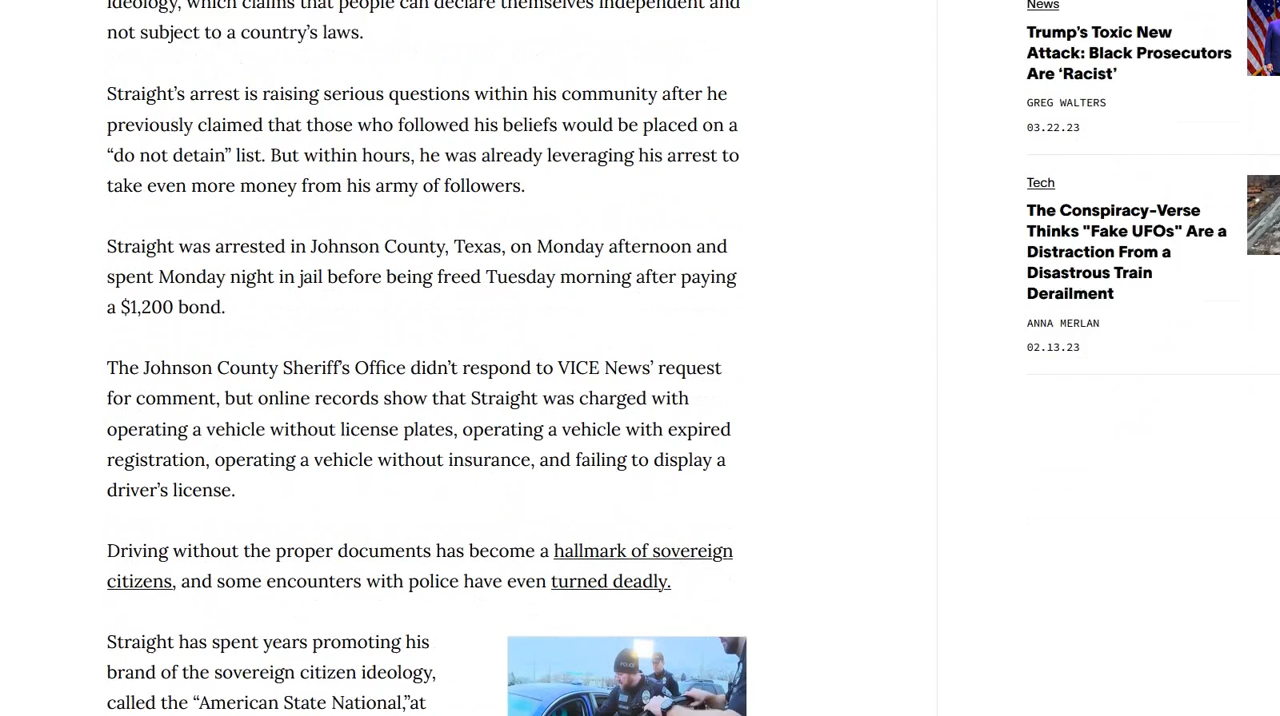 ideology, which claims that people can declare themselves independent and
not subject to a country’s laws.
Straight’s arrest is raising serious questions within his community after he
previously claimed that those who followed his beliefs would be placed on a
“do not detain” list. But within hours, he was already leveraging his arrest to
take even more money from his army of followers.
Straight was arrested in Johnson County, Texas, on Monday afternoon and
spent Monday night in jail before being freed Tuesday morning after paying
a $1,200 bond.
The Johnson County Sheriff’s Office didn’t respond to VICE News’ request
for comment, but online records show that Straight was charged with
operating a vehicle without license plates, operating a vehicle with expired
registration, operating a vehicle without insurance, and failing to display a
driver’s license.
Driving without the proper documents has become a hallmark of sovereign
citizens, and some encounters with police have even turned deadly.
Straight has spent years promoting his
brand of the sovereign citizen ideology,
called the “American State National,”at
POLICE
News
Trump’s Toxic New
Attack: Black Prosecutors
Are ‘Racist’
GREG WALTERS
03.22.23
Tech
The Conspiracy-Verse
Thinks "Fake UFOs" Are a
Distraction From a
Disastrous Train
Derailment
ANNA MERLAN
02.13.23